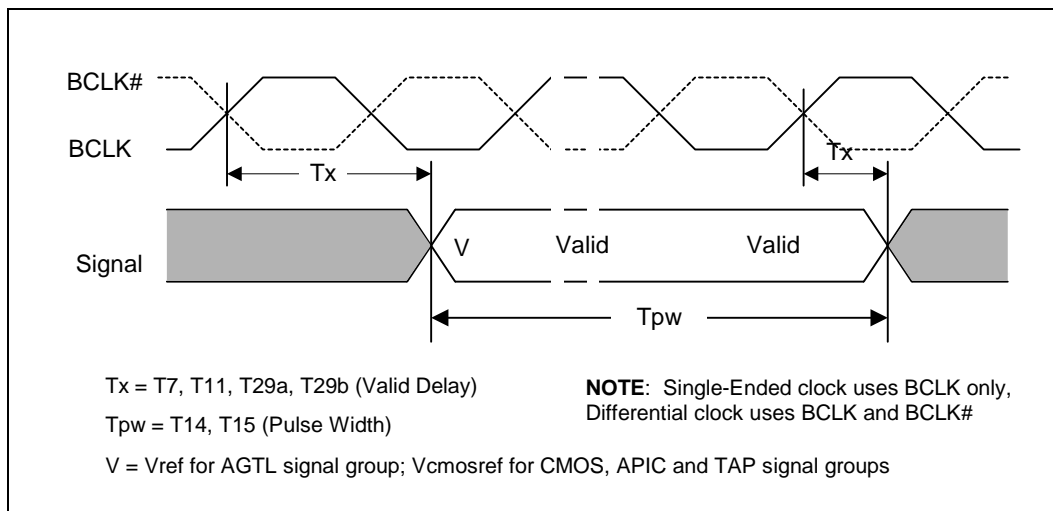 BCLK#
BCLK
Tx
Tx
Signal
V
Valid
Valid
Tpw
Tx = T7, T11, T29a, T29b (Valid Delay)
Tpw = T14, T15 (Pulse Width)
V = Vref for AGTL signal group; Vcmosref for CMOS, APIC and TAP signal groups
NOTE: Single-Ended clock uses BCLK only,
Differential clock uses BCLK and BCLK#